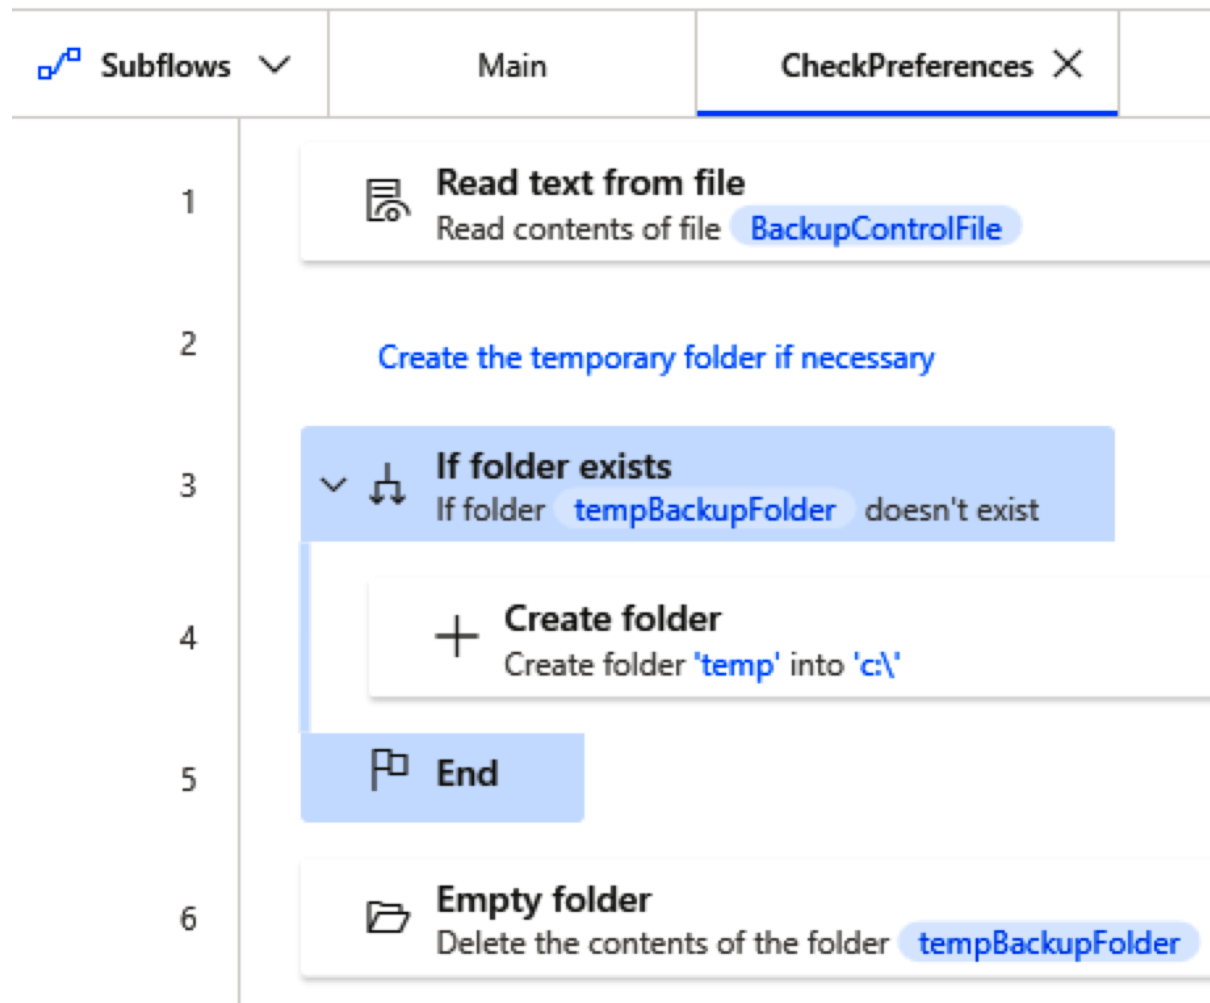 Subflows
Main
CheckPreferences
1
Read text from file
Read contents of file BackupControlFile
2
Create the temporary folder if necessary
3
If folder exists
If folder tempBackupFolder doesn't exist
4
Create folder
Create folder 'temp' into 'c:\'
5
End
6
Empty folder
Delete the contents of the folder tempBackupFolder